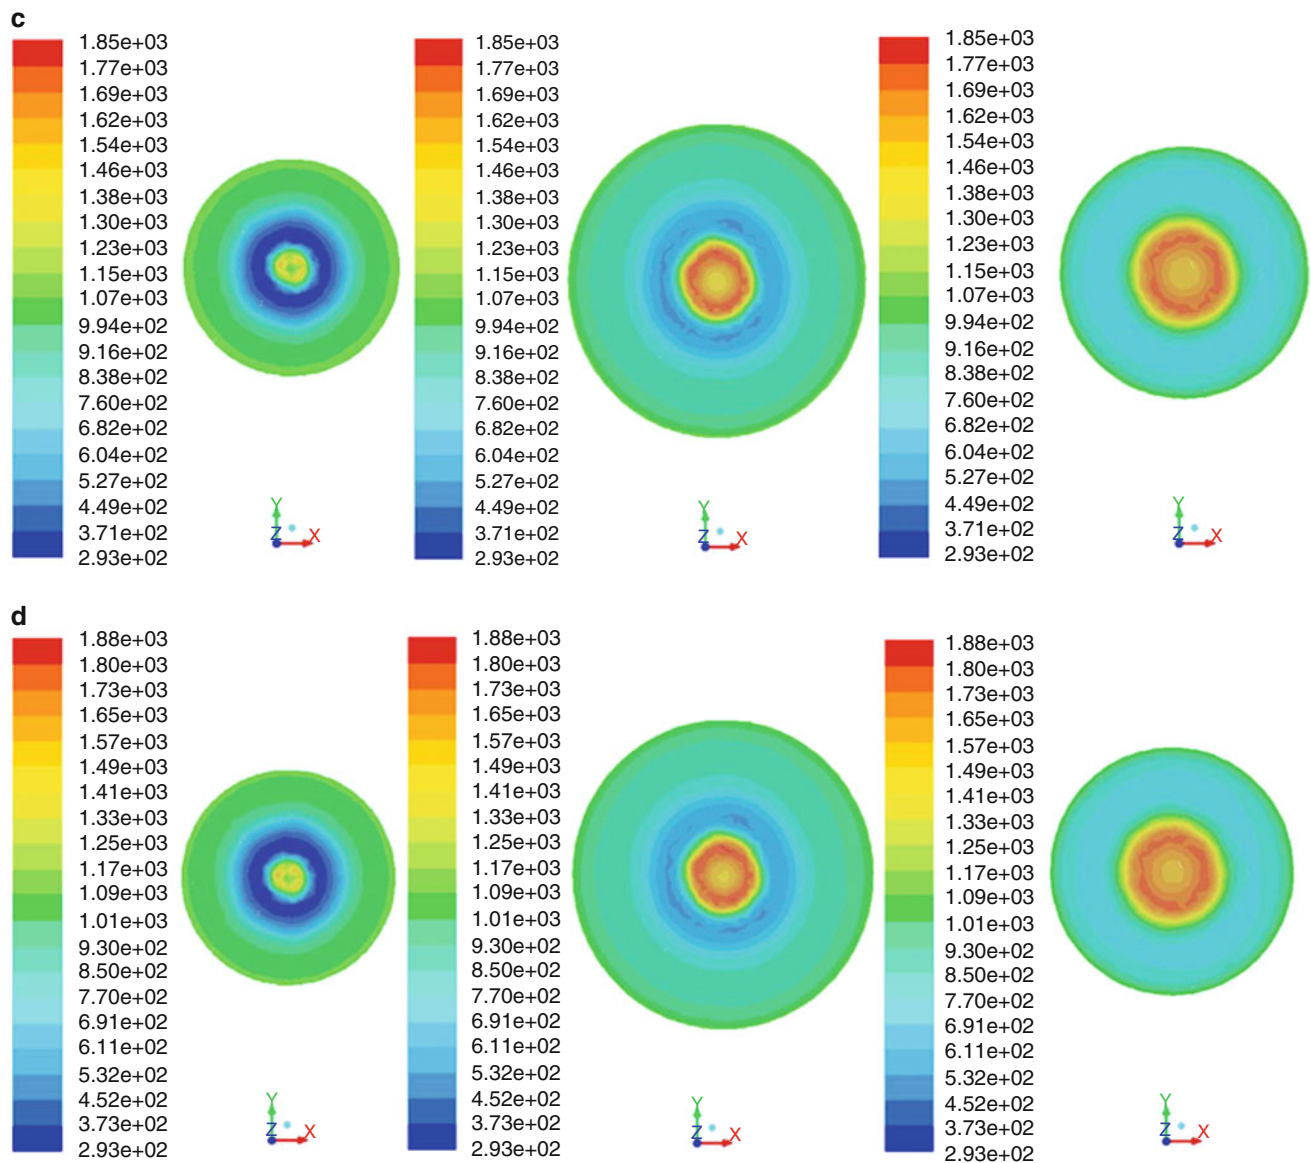 c
1.85e+03
1.77e+03
1.69e+03
1.62e+03
1.54e+03
1.46e+03
1.38e+03
1.30e+03
1.23e+03
1.15e+03
1.07e+03
9.94e+02
9.16e+02
8.38e+02
7.60e+02
6.82e+02
6.04e+02
5.27e+02
4.49e+02
3.71e+02
2.93e+02
Y
Z X
1.85e+03
1.77e+03
1.69e+03
1.62e+03
1.54e+03
1.46e+03
1.38e+03
1.30e+03
1.23e+03
1.15e+03
1.07e+03
9.94e+02
9.16e+02
8.38e+02
7.60e+02
6.82e+02
6.04e+02
5.27e+02
4.49e+02
3.71e+02
2.93e+02
Y
Z X
1.85e+03
1.77e+03
1.69e+03
1.62e+03
1.54e+03
1.46e+03
1.38e+03
1.30e+03
1.23e+03
1.15e+03
1.07e+03
9.94e+02
9.16e+02
8.38e+02
7.60e+02
6.82e+02
6.04e+02
5.27e+02
4.49e+02
3.71e+02
2.93e+02
Y
Z X
d
1.88e+03
1.80e+03
1.73e+03
1.65e+03
1.57e+03
1.49e+03
1.41e+03
1.33e+03
1.25e+03
1.17e+03
1.09e+03
1.01e+03
9.30e+02
8.50e+02
7.70e+02
6.91e+02
6.11e+02
5.32e+02
4.52e+02
3.73e+02
2.93e+02
Y
Z X
1.88e+03
1.80e+03
1.73e+03
1.65e+03
1.57e+03
1.49e+03
1.41e+03
1.33e+03
1.25e+03
1.17e+03
1.09e+03
1.01e+03
9.30e+02
8.50e+02
7.70e+02
6.91e+02
6.11e+02
5.32e+02
4.52e+02
3.73e+02
2.93e+02
Y
Z X
1.88e+03
1.80e+03
1.73e+03
1.65e+03
1.57e+03
1.49e+03
1.41e+03
1.33e+03
1.25e+03
1.17e+03
1.09e+03
1.01e+03
9.30e+02
8.50e+02
7.70e+02
6.91e+02
6.11e+02
5.32e+02
4.52e+02
3.73e+02
2.93e+02
Y
Z X